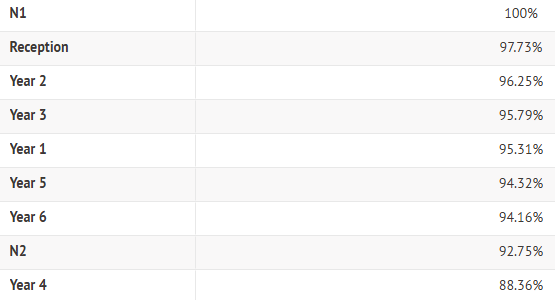 N1 100%
Reception 97.73%
Year 2 96.25%
Year 3 95.79%
Year 1 95.31%
Year 5 94.32%
Year 6 94.16%
N2 92.75%
Year 4 88.36%